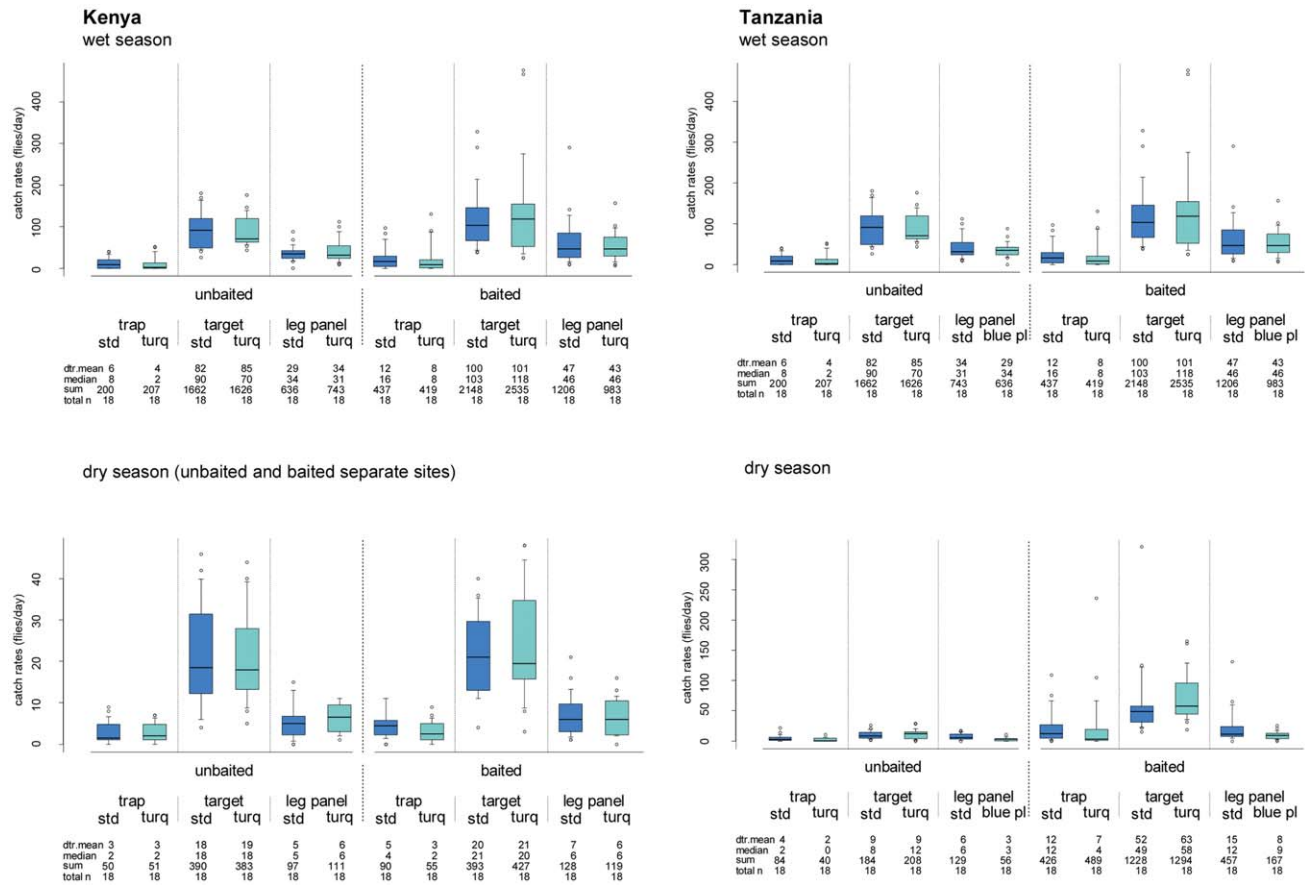 Kenya
wet season
catch rates (flies/day)
400
300
200
100
0
unbaited baited
trap target leg panel trap target leg panel
std turq std turq std turq std turq std turq std turq
dtr.mean 6 4 82 85 29 34 12 8 100 101 47 43
median 8 2 90 70 34 31 16 8 103 118 46 46
sum 200 207 1662 1626 636 743 437 419 2148 2535 1206 983
total n 18 18 18 18 18 18 18 18 18 18 18 18
Tanzania
wet season
catch rates (flies/day)
400
300
200
100
0
unbaited baited
trap target leg panel trap target leg panel
std turq std turq std blue pl std turq std turq std blue pl
dtr.mean 6 4 82 85 34 29 12 8 100 101 47 43
median 8 2 90 70 31 34 16 8 103 118 46 46
sum 200 207 1662 1626 743 636 437 419 2148 2535 1206 983
total n 18 18 18 18 18 18 18 18 18 18 18 18
dry season (unbaited and baited separate sites)
catch rates (flies/day)
40
30
20
10
0
unbaited baited
trap target leg panel trap target leg panel
std turq std turq std turq std turq std turq std turq
dtr.mean 3 3 18 19 5 6 5 3 20 21 7 6
median 2 2 18 18 5 6 4 2 21 20 6 6
sum 50 51 390 383 97 111 90 55 393 427 128 119
total n 18 18 18 18 18 18 18 18 18 18 18 18
dry season
catch rates (flies/day)
300
250
200
150
100
50
0
unbaited baited
trap target leg panel trap target leg panel
std turq std turq std blue pl std turq std turq std blue pl
dtr.mean 4 2 9 9 6 3 12 7 52 63 15 8
median 2 0 8 12 6 3 12 4 49 58 12 9
sum 84 40 184 208 129 56 426 489 1228 1294 457 167
total n 18 18 18 18 18 18 18 18 18 18 18 18